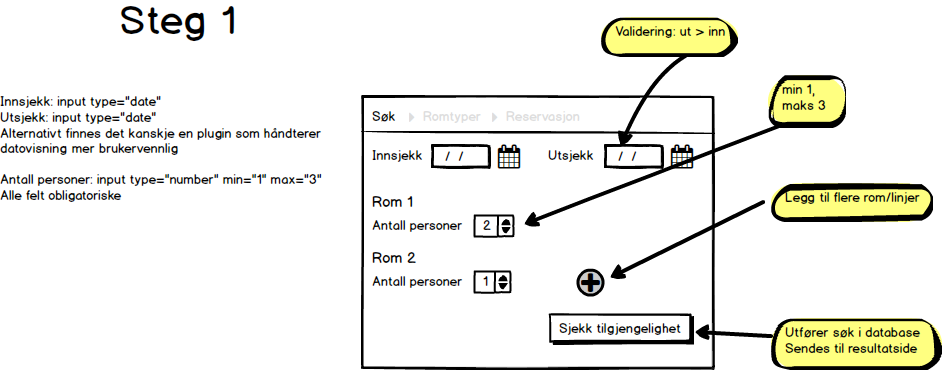 Steg 1
Innsjekk: input type="date"
Utsjekk: input type="date"
Alternativt finnes det kanskje en plugin som håndterer
datovisning mer brukervennlig
Antall personer: input type="number" min="1" max="3"
Alle felt obligatoriske
Validering: ut > inn
min 1,
maks 3
Søk Romtyper Reservasjon
Innsjekk / / Utsjekk / /
Rom 1
Antall personer 2
Legg til flere rom/linjer
Rom 2
Antall personer 1
Sjekk tilgjengelighet
Utfører søk i database
Sendes til resultatside